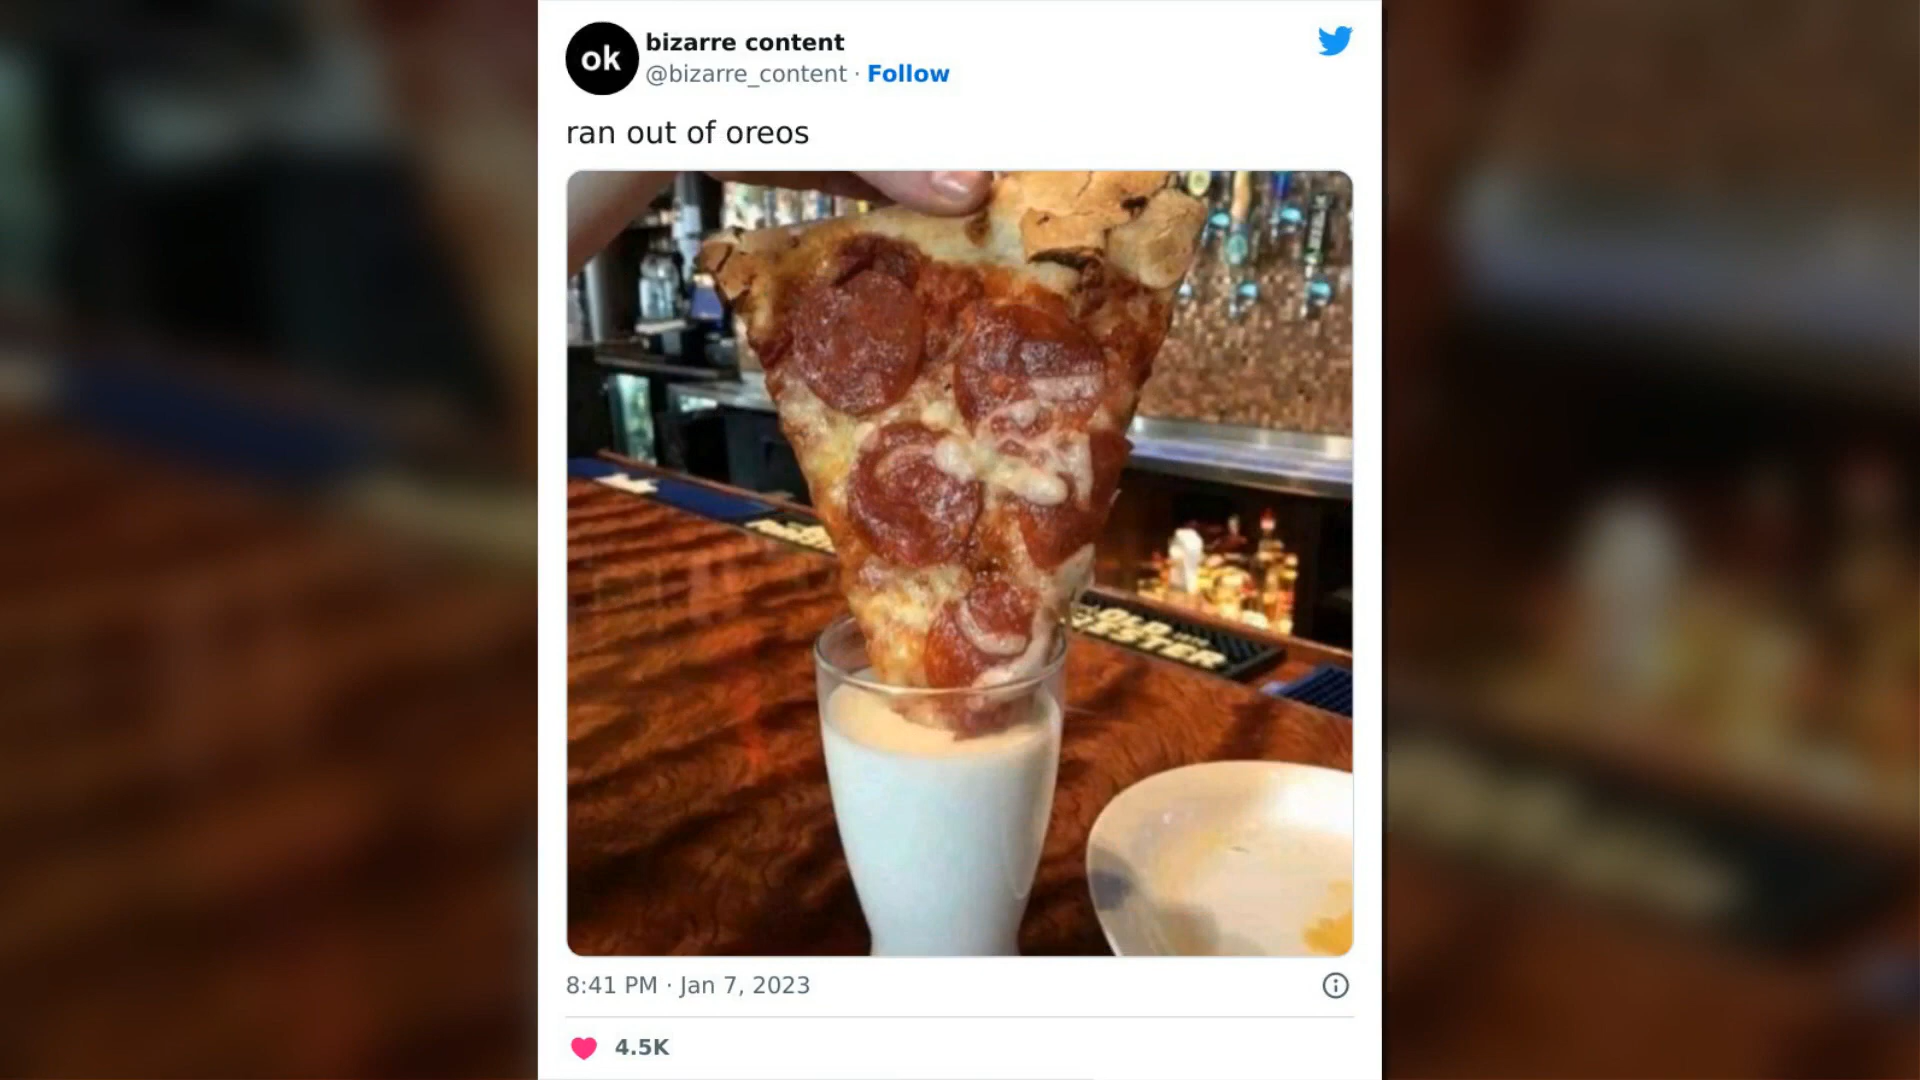 ok
bizarre content
@bizarre_content · Follow
ran out of oreos
8:41 PM · Jan 7, 2023
4.5K